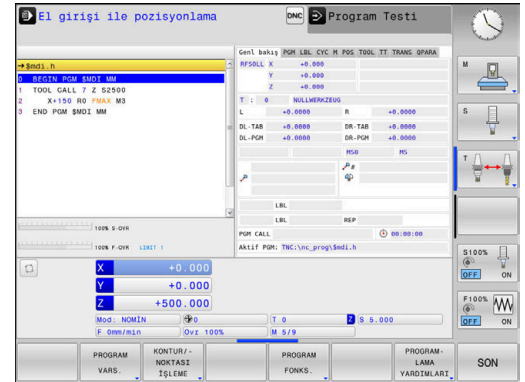 El girişi ile pozisyonlama
DNC
Program Testi
→$mdi.h
0 BEGIN PGM $MDI MM
1 TOOL CALL 7 Z S2500
2 X+150 R0 FMAX M3
3 END PGM $MDI MM
100% S-OVR
100% F-OVR LIMIT 1
Genl bakış PGM LBL CYC M POS TOOL TT TRANS QPARA
RFSOLL X +0.000
Y +0.000
Z +0.000
T : 0 NULLWERKZEUG
L +0.0000 R +0.0000
DL-TAB +0.0000 DR-TAB +0.0000
DL-PGM +0.0000 DR-PGM +0.0000
M50 M5
P#
P
LBL
LBL REP
PGM CALL 00:00:00
Aktif PGM: TNC:\nc_prog\$mdi.h
X +0.000
Y +0.000
Z +500.000
Mod: NOMİN 0 T 0 Z S 5.000
F 0mm/min Ovr 100% M 5/9
M
S
T
S100%
OFF ON
F100%
OFF ON
PROGRAM
VARS.
KONTUR/-
NOKTASI
İŞLEME
PROGRAM
FONKS.
PROGRAM-
LAMA
YARDIMLARI
SON